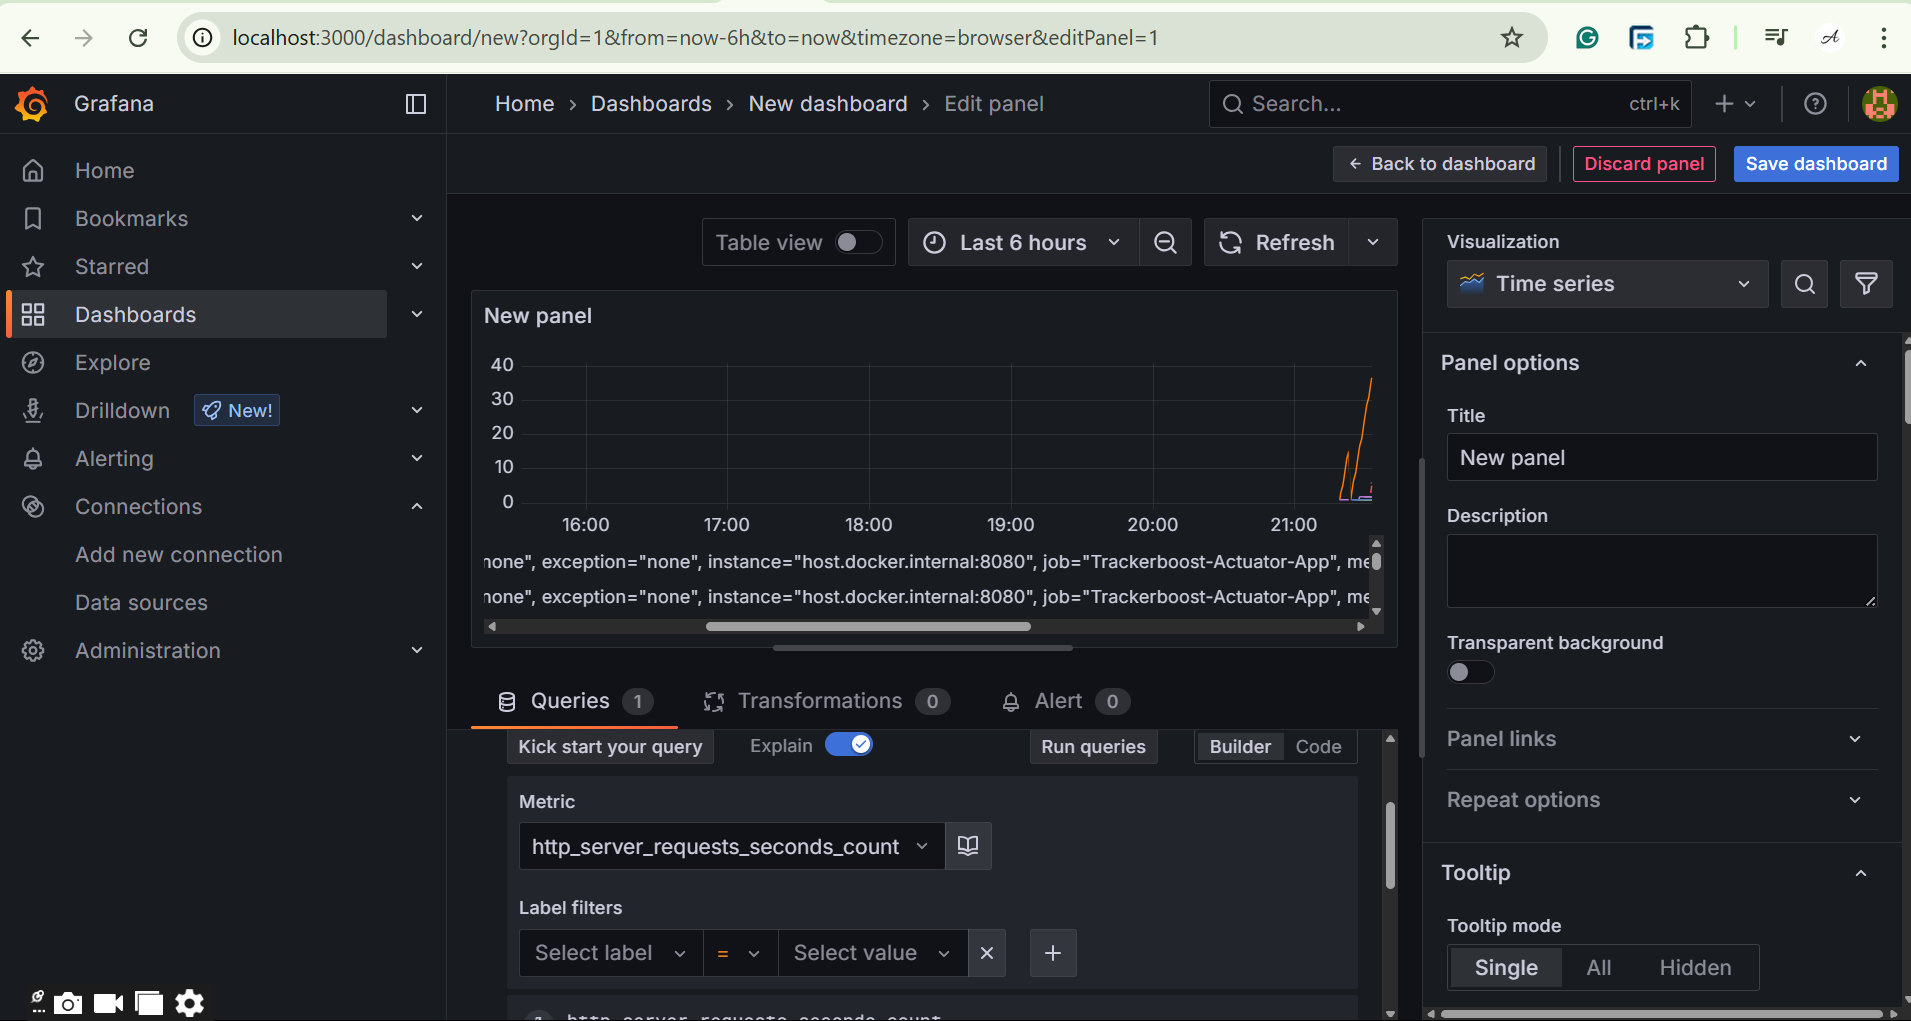 localhost:3000/dashboard/new?orgId=1&from=now-6h&to=now&timezone=browser&editPanel=1
Grafana
Home › Dashboards › New dashboard › Edit panel
Search...
ctrl+k
Back to dashboard
Discard panel
Save dashboard
Home
Bookmarks
Starred
Dashboards
Explore
Drilldown
New!
Alerting
Connections
Add new connection
Data sources
Administration
Table view
Last 6 hours
Refresh
New panel
40
30
20
10
0
16:00 17:00 18:00 19:00 20:00 21:00
none", exception="none", instance="host.docker.internal:8080", job="Trackerboost-Actuator-App", me
none", exception="none", instance="host.docker.internal:8080", job="Trackerboost-Actuator-App", me
Queries 1
Transformations 0
Alert 0
Kick start your query
Explain
Run queries
Builder
Code
Metric
http_server_requests_seconds_count
Label filters
Select label
=
Select value
http_server_requests_seconds_count
Visualization
Time series
Panel options
Title
New panel
Description
Transparent background
Panel links
Repeat options
Tooltip
Tooltip mode
Single
All
Hidden